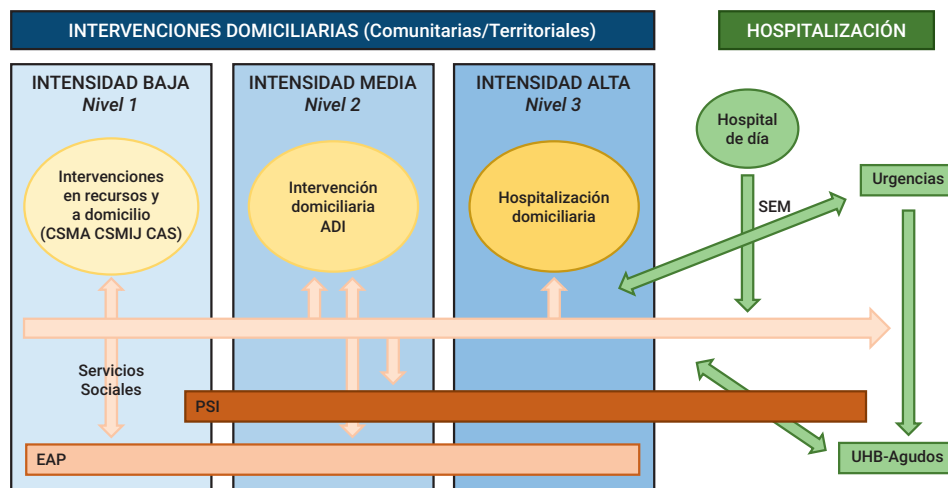 INTERVENCIONES DOMICILIARIAS (Comunitarias/Territoriales)
HOSPITALIZACIÓN
INTENSIDAD BAJA
Nivel 1
INTENSIDAD MEDIA
Nivel 2
INTENSIDAD ALTA
Nivel 3
Intervenciones
en recursos y
a domicilio
(CSMA CSMIJ CAS)
Intervención
domiciliaria
ADI
Hospitalización
domiciliaria
Hospital
de día
Urgencias
SEM
Servicios
Sociales
PSI
EAP
UHB-Agudos